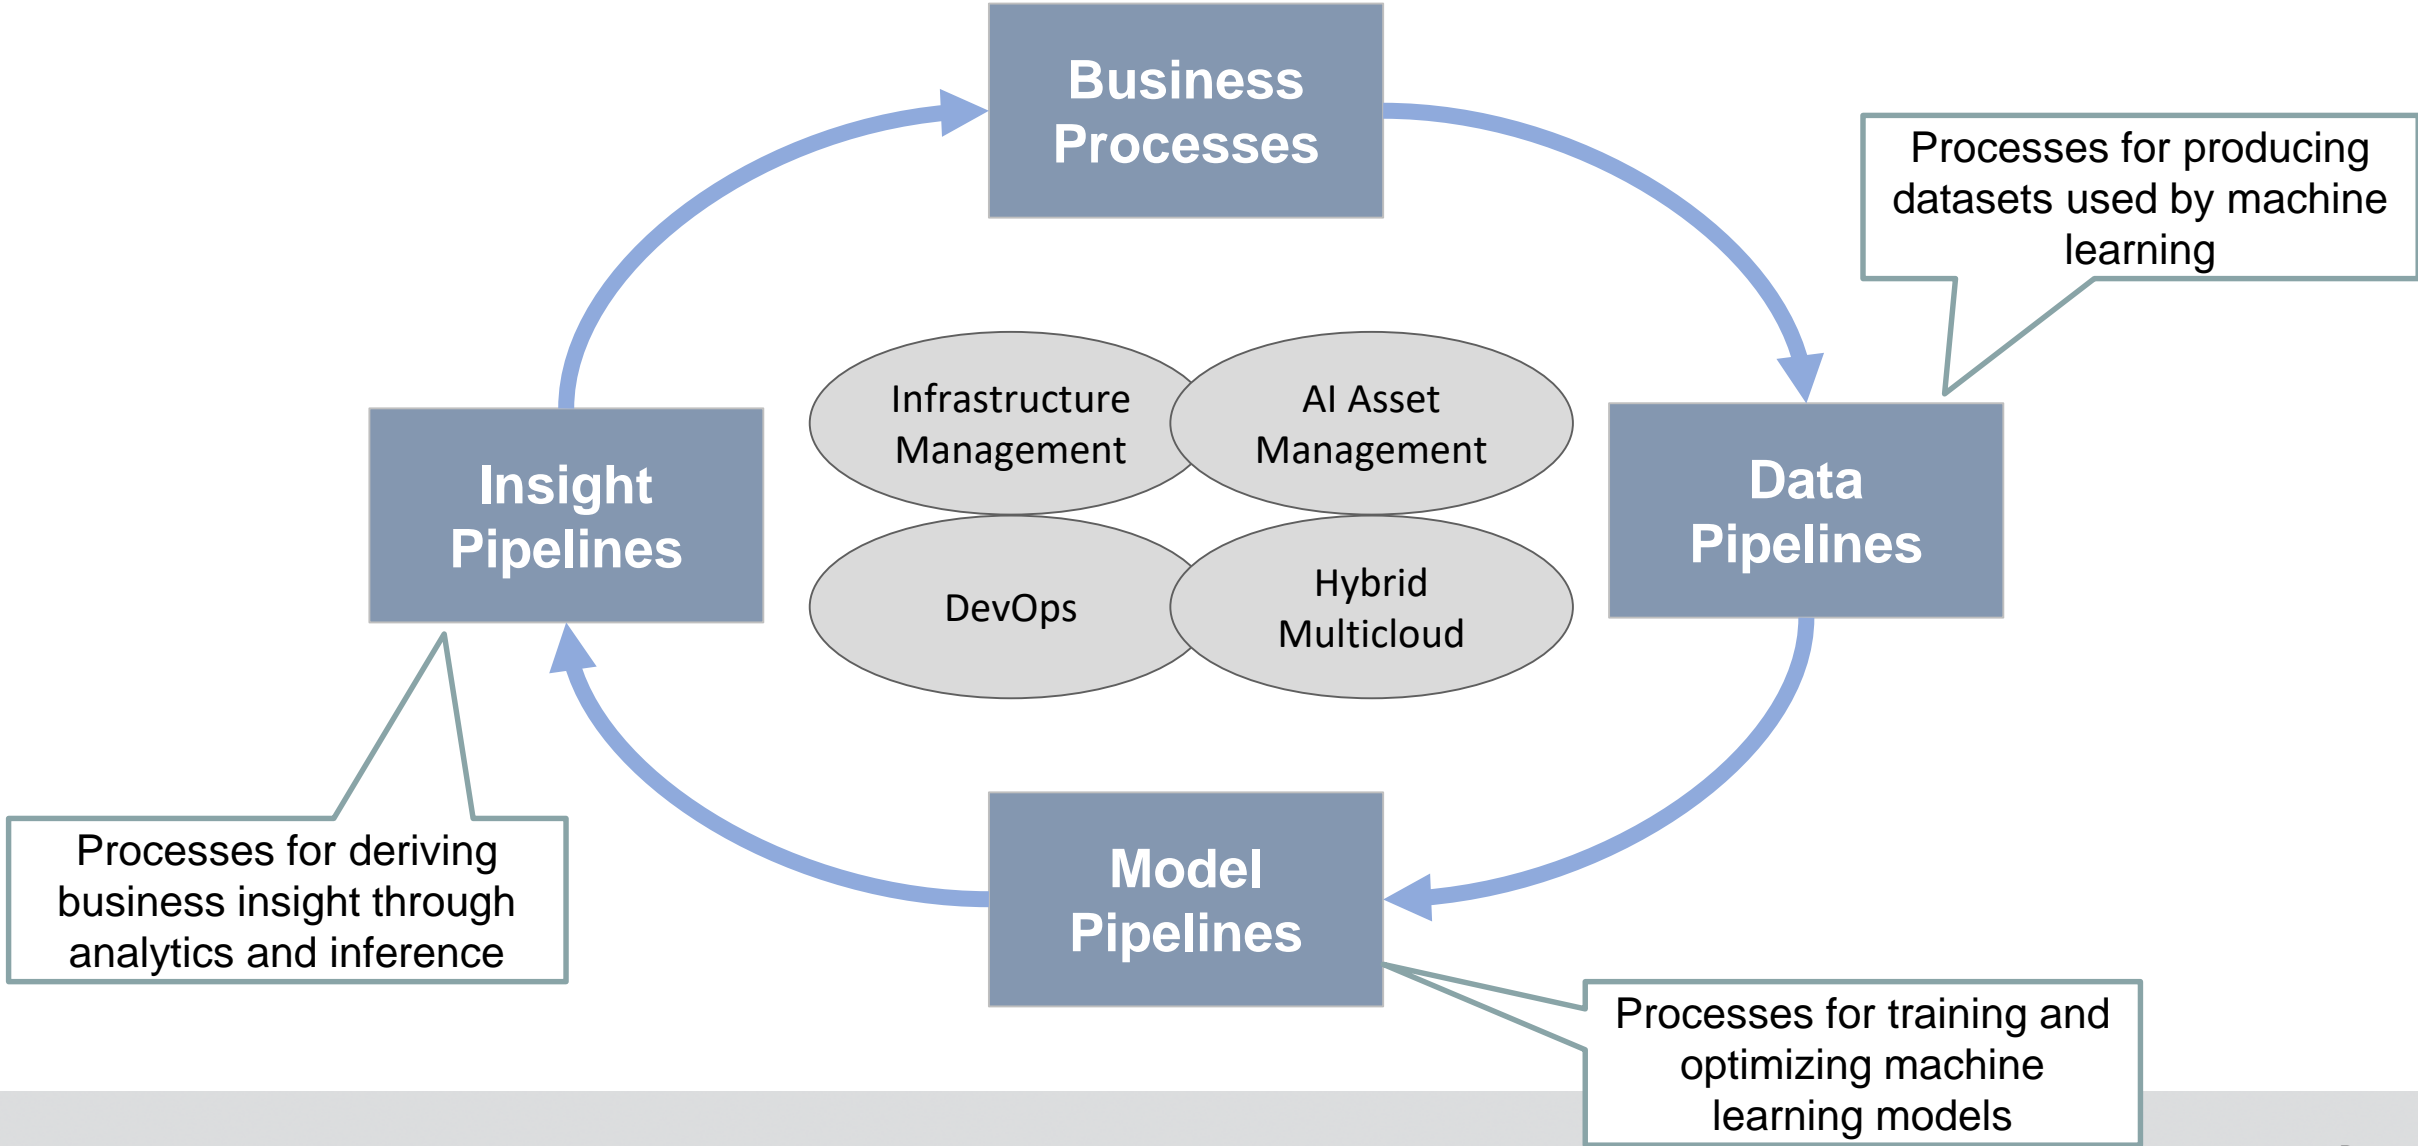 Business
Processes
Processes for producing
datasets used by machine
learning
Infrastructure
Management
AI Asset
Management
Insight
Pipelines
Data
Pipelines
DevOps
Hybrid
Multicloud
Processes for deriving
business insight through
analytics and inference
Model
Pipelines
Processes for training and
optimizing machine
learning models